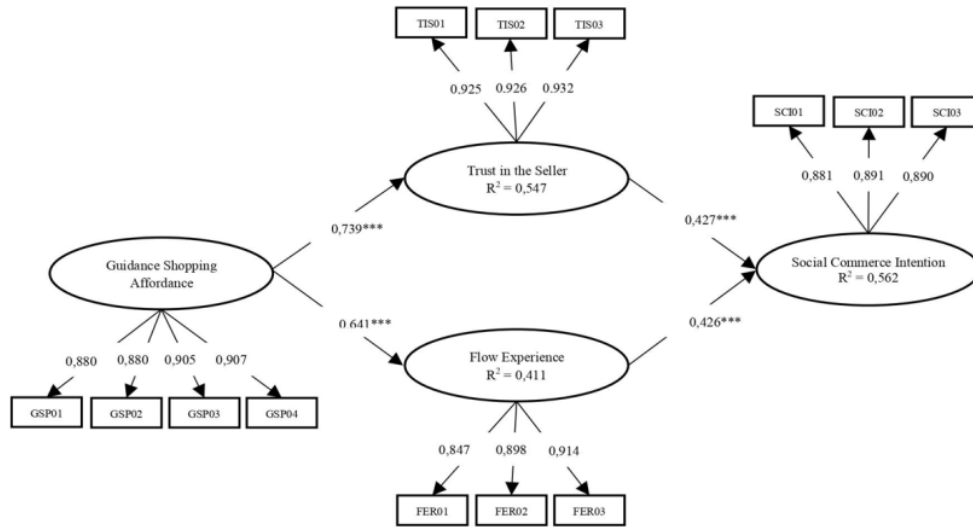 TIS01 TIS02 TIS03
0.925 0.926 0.932
SCI01 SCI02 SCI03
Trust in the Seller
R² = 0,547
0,881 0,891 0,890
0,739***
0,427***
Guidance Shopping
Affordance
Social Commerce Intention
R² = 0,562
0.641***
0,426***
Flow Experience
R² = 0,411
0,880 0,880 0,905 0,907
GSP01 GSP02 GSP03 GSP04
0,847 0,898 0,914
FER01 FER02 FER03